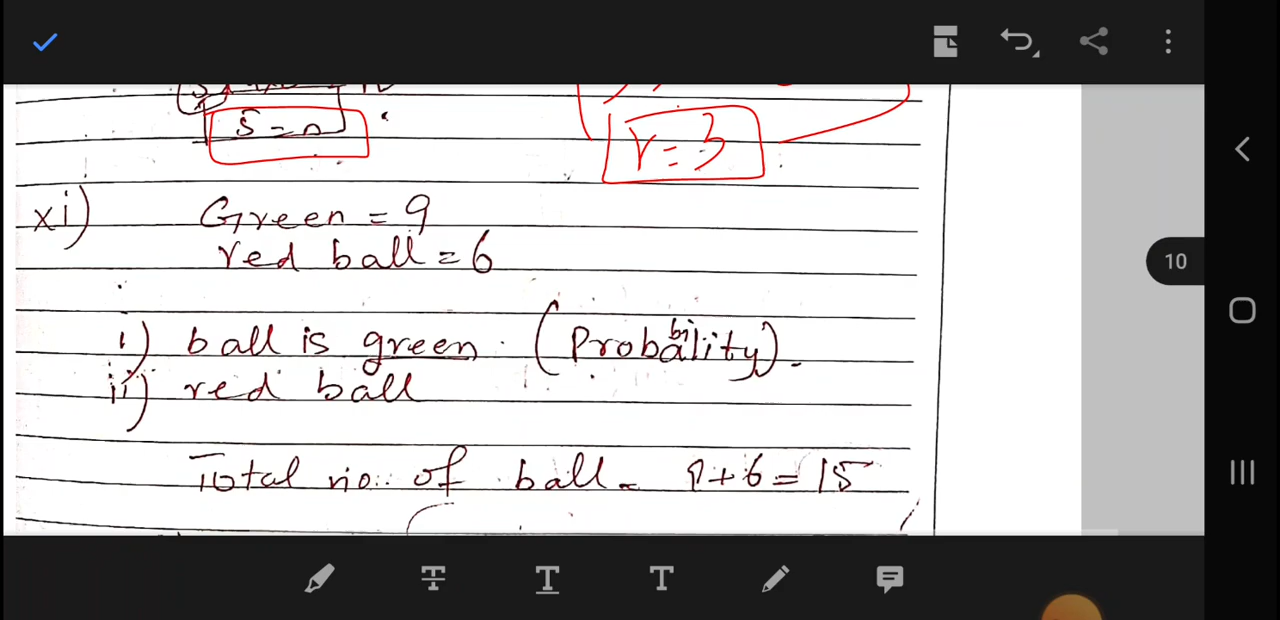 r = 3
xi) Green = 9
red ball = 6
i) ball is green. (Probability).
ii) red ball
Total no. of ball = 9+6 = 15
10
T T T